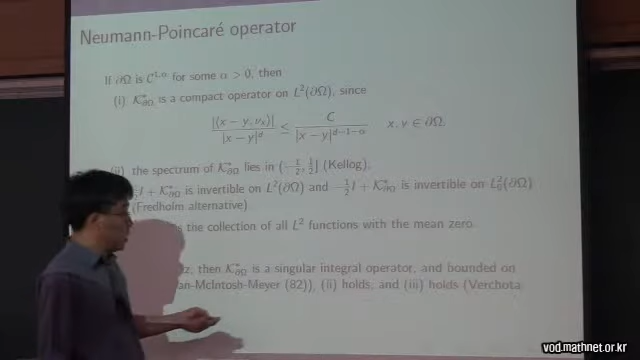 Neumann-Poincaré operator
If ∂Ω is C^{1,α} for some α > 0, then
(i) K*_{∂Ω} is a compact operator on L²(∂Ω), since
|⟨x − y, ν_x⟩| / |x − y|^d ≤ C / |x − y|^{d−1−α}    x, y ∈ ∂Ω
the spectrum of K*_{∂Ω} lies in (−1/2, 1/2] (Kellog),
I + K*_{∂Ω} is invertible on L²(∂Ω) and −1/2 I + K*_{∂Ω} is invertible on L²_0(∂Ω)
(Fredholm alternative)
the collection of all L² functions with the mean zero.
then K*_{∂Ω} is a singular integral operator, and bounded on
an-McIntosh-Meyer (82)), (ii) holds, and (iii) holds (Verchota
vod.mathnet.or.kr